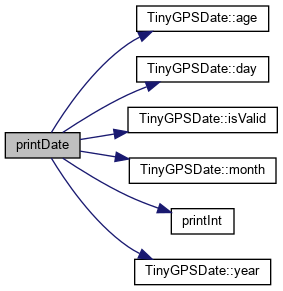 TinyGPSDate::age
TinyGPSDate::day
TinyGPSDate::isValid
printDate
TinyGPSDate::month
printInt
TinyGPSDate::year